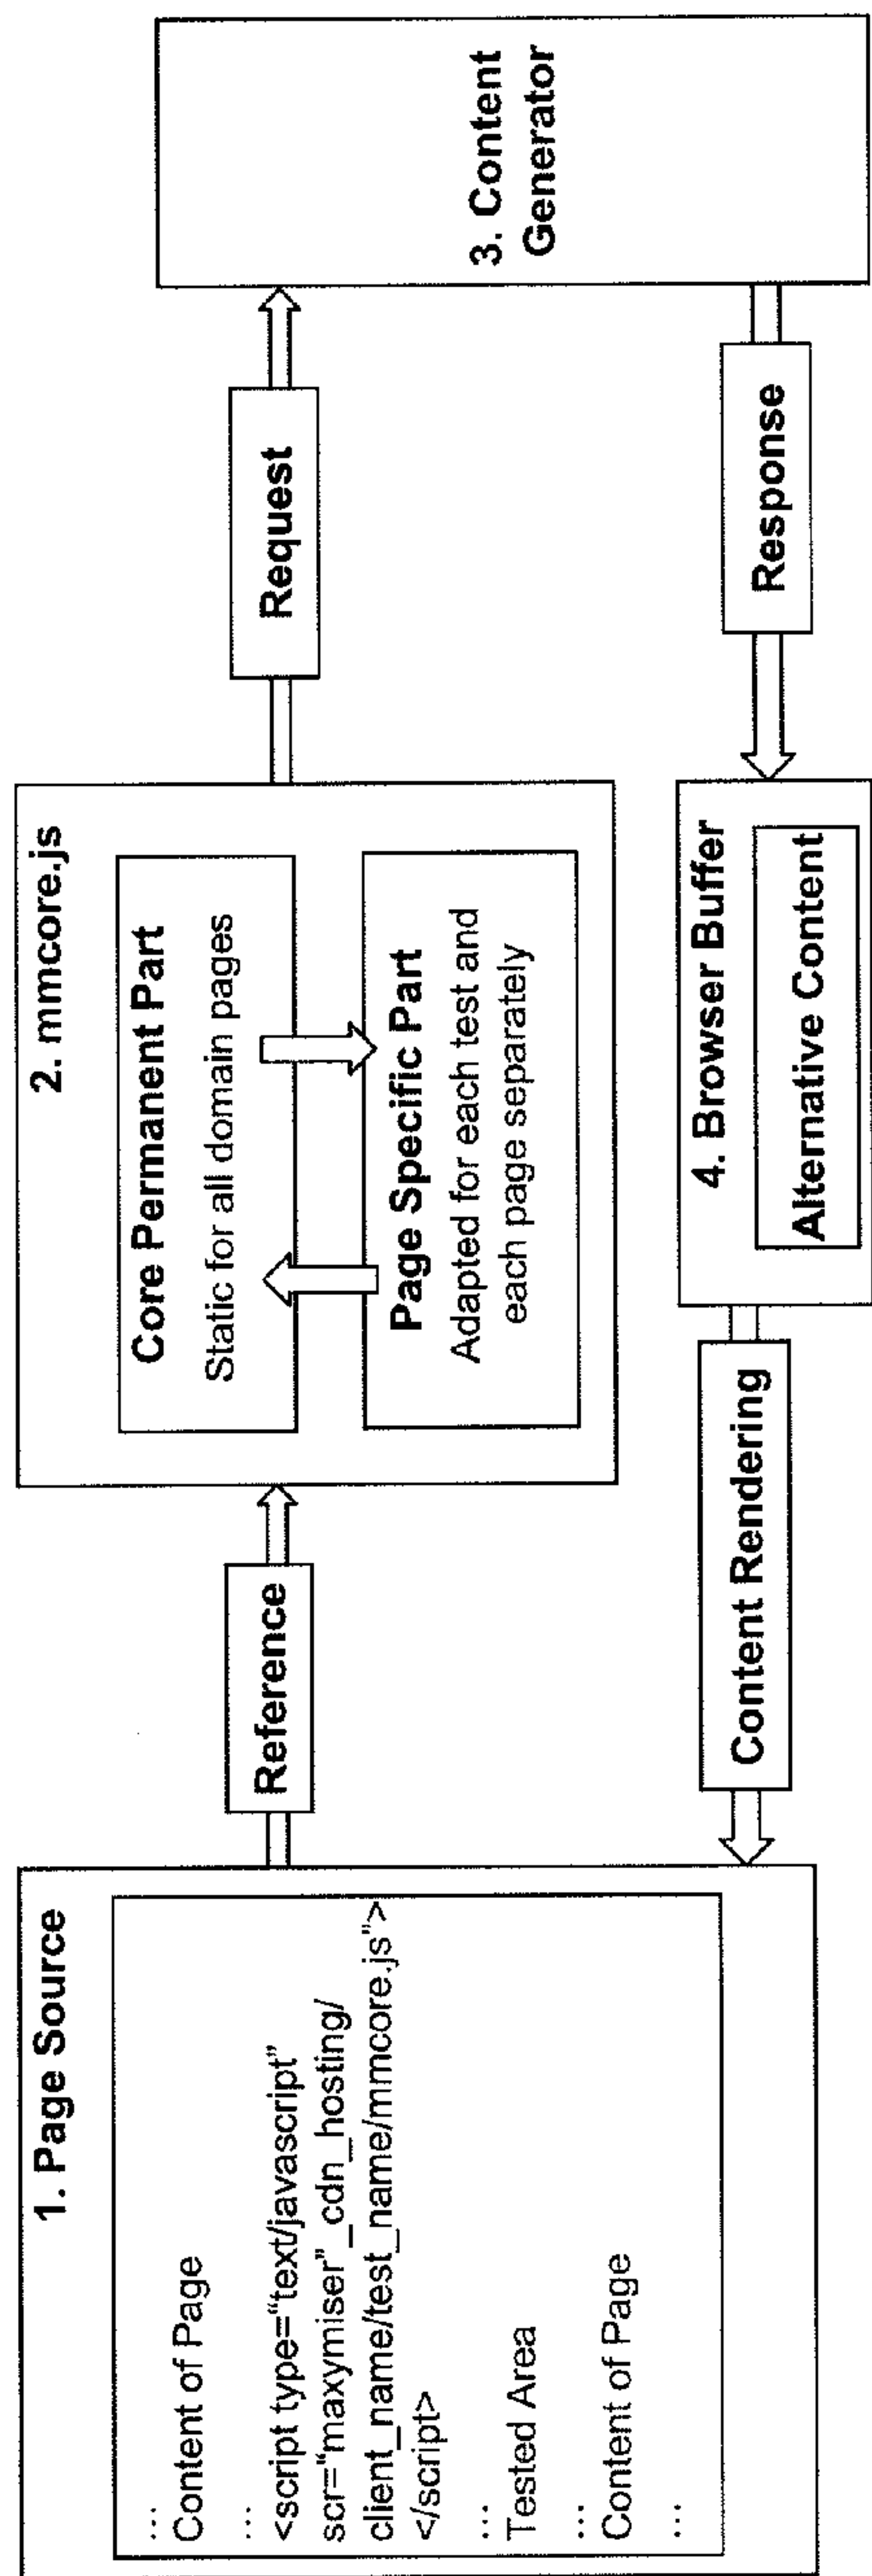 1. Page Source
...
Content of Page
...
<script type="text/javascript"
scr="maxymiser"_cdn_hosting/
client_name/test_name/mmcore.js">
</script>
...
Tested Area
...
Content of Page
...
Reference
2. mmcore.js
Core Permanent Part
Static for all domain pages
Page Specific Part
Adapted for each test and
each page separately
Request
3. Content
Generator
Response
4. Browser Buffer
Alternative Content
Content Rendering